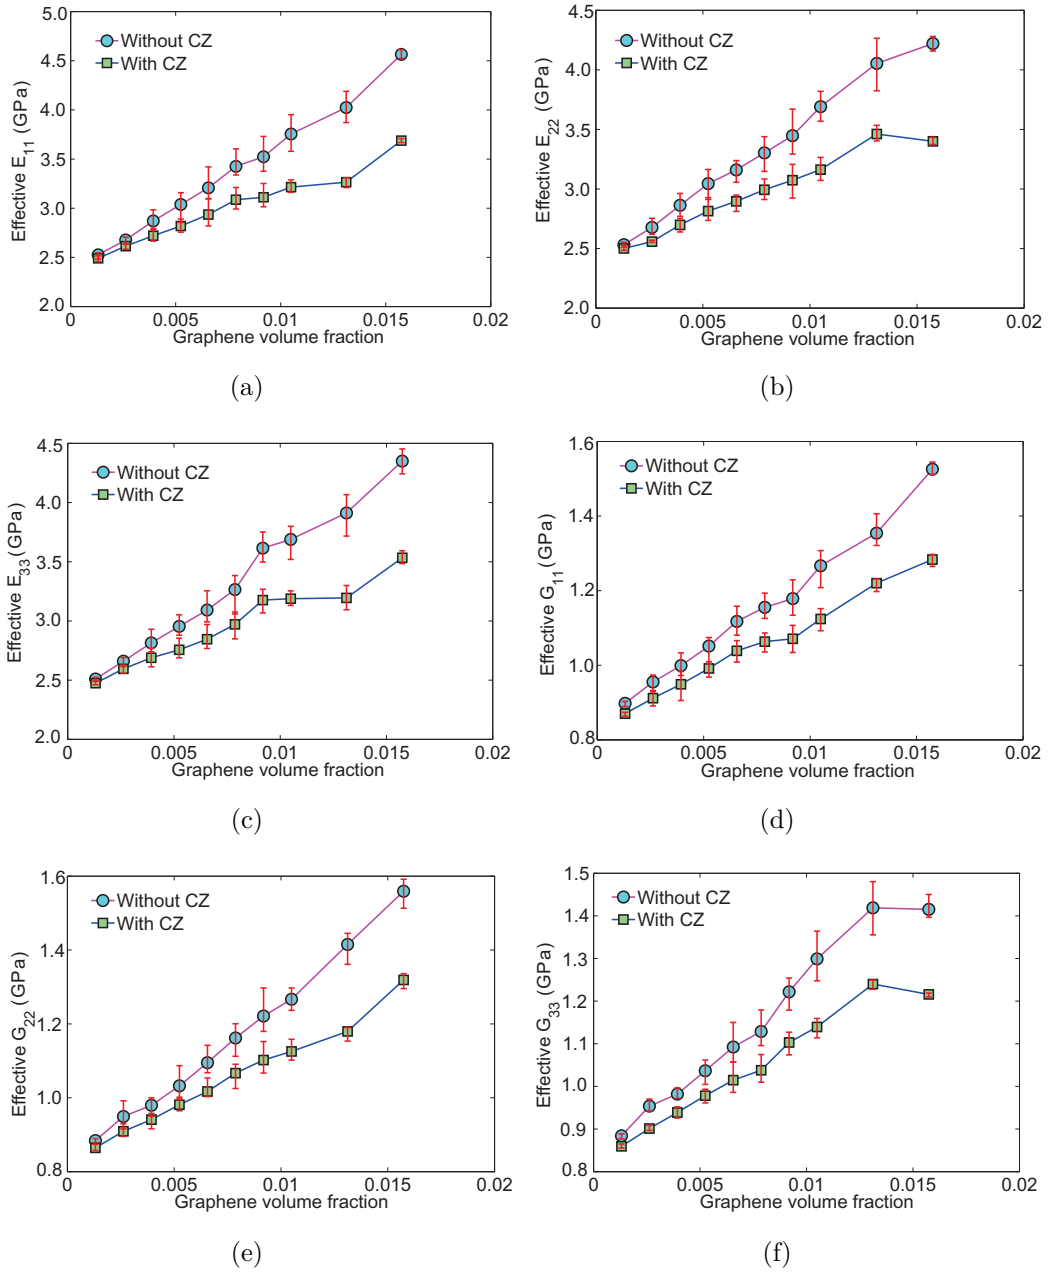 5.0
4.5
4.0
3.5
3.0
2.5
2.0
Effective E11 (GPa)
Without CZ
With CZ
0 0.005 0.01 0.015 0.02
Graphene volume fraction
(a)
4.5
4.0
3.5
3.0
2.5
2.0
Effective E22 (GPa)
Without CZ
With CZ
0 0.005 0.01 0.015 0.02
Graphene volume fraction
(b)
4.5
4.0
3.5
3.0
2.5
2.0
Effective E33 (GPa)
Without CZ
With CZ
0 0.005 0.01 0.015 0.02
Graphene volume fraction
(c)
1.6
1.4
1.2
1.0
0.8
Effective G11 (GPa)
Without CZ
With CZ
0 0.005 0.01 0.015 0.02
Graphene volume fraction
(d)
1.6
1.4
1.2
1.0
0.8
Effective G22 (GPa)
Without CZ
With CZ
0 0.005 0.01 0.015 0.02
Graphene volume fraction
(e)
1.5
1.4
1.3
1.2
1.1
1.0
0.9
0.8
Effective G33 (GPa)
Without CZ
With CZ
0 0.005 0.01 0.015 0.02
Graphene volume fraction
(f)